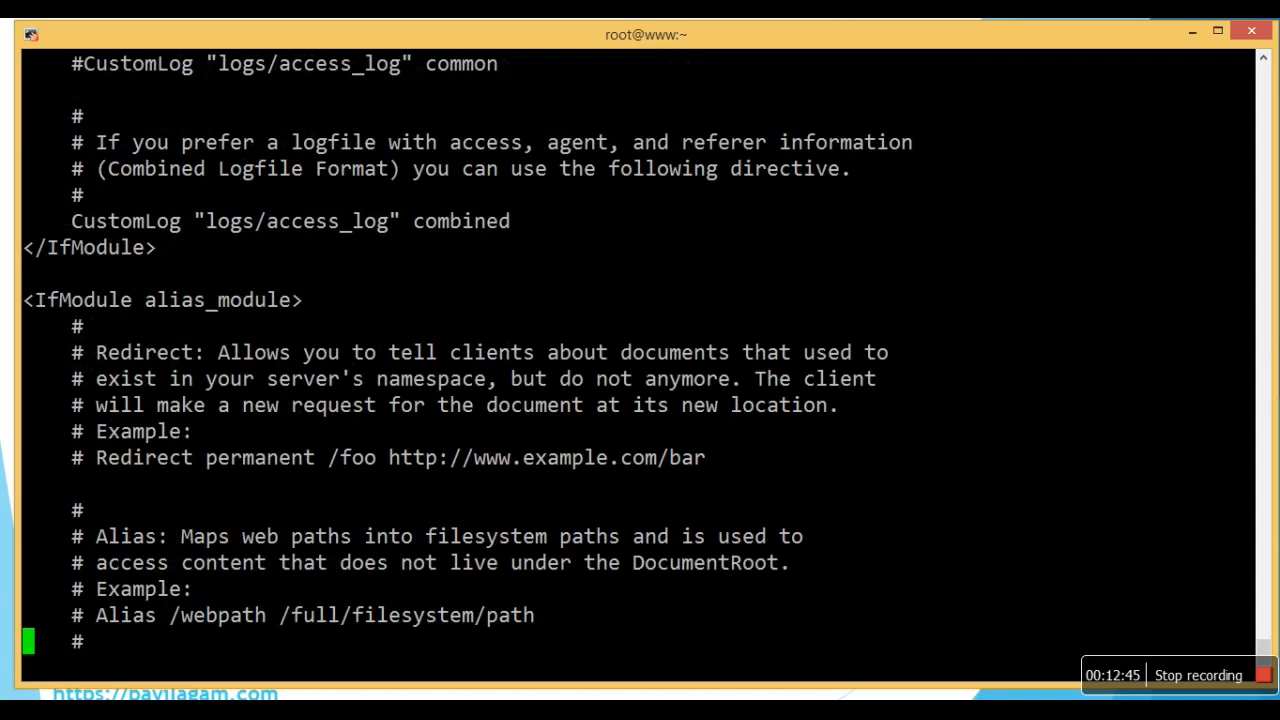 root@www:~
#CustomLog "logs/access_log" common
#
# If you prefer a logfile with access, agent, and referer information
# (Combined Logfile Format) you can use the following directive.
#
CustomLog "logs/access_log" combined
</IfModule>
<IfModule alias_module>
#
# Redirect: Allows you to tell clients about documents that used to
# exist in your server's namespace, but do not anymore. The client
# will make a new request for the document at its new location.
# Example:
# Redirect permanent /foo http://www.example.com/bar
#
# Alias: Maps web paths into filesystem paths and is used to
# access content that does not live under the DocumentRoot.
# Example:
# Alias /webpath /full/filesystem/path
#
00:12:45 Stop recording
https://payilagam.com